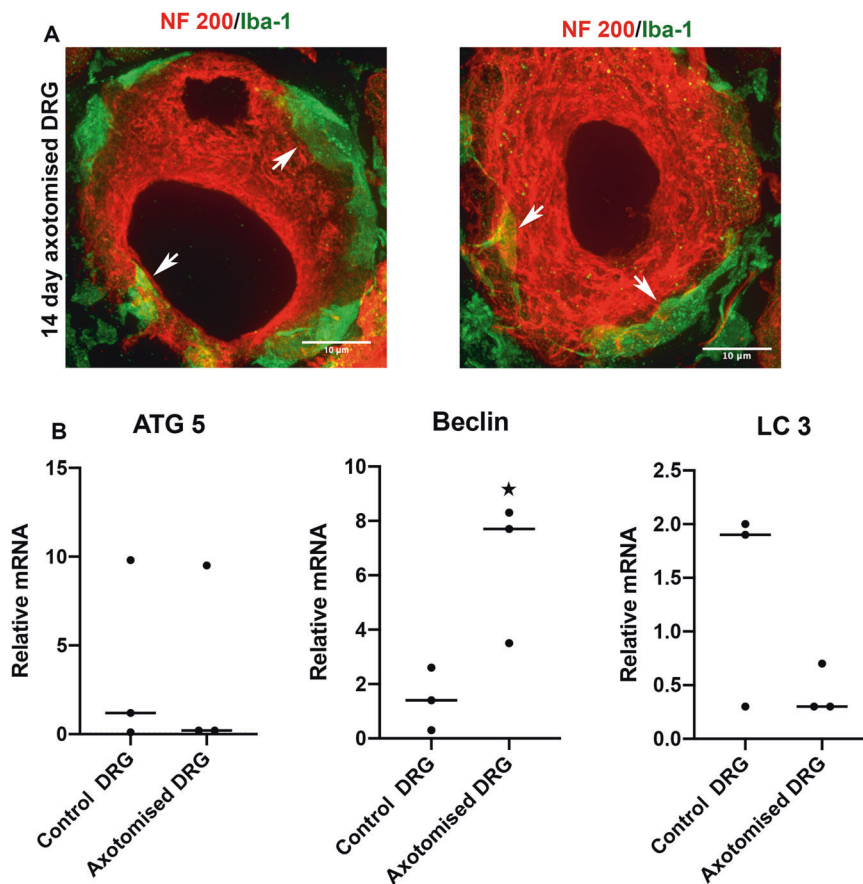 A
NF 200/Iba-1
NF 200/Iba-1
14 day axotomised DRG
10 µm
10 µm
B
ATG 5
Relative mRNA
15
10
5
0
Control DRG
Axotomised DRG
Beclin
Relative mRNA
10
8
6
4
2
0
Control DRG
Axotomised DRG
LC 3
Relative mRNA
2.5
2.0
1.5
1.0
0.5
0.0
Control DRG
Axotomised DRG